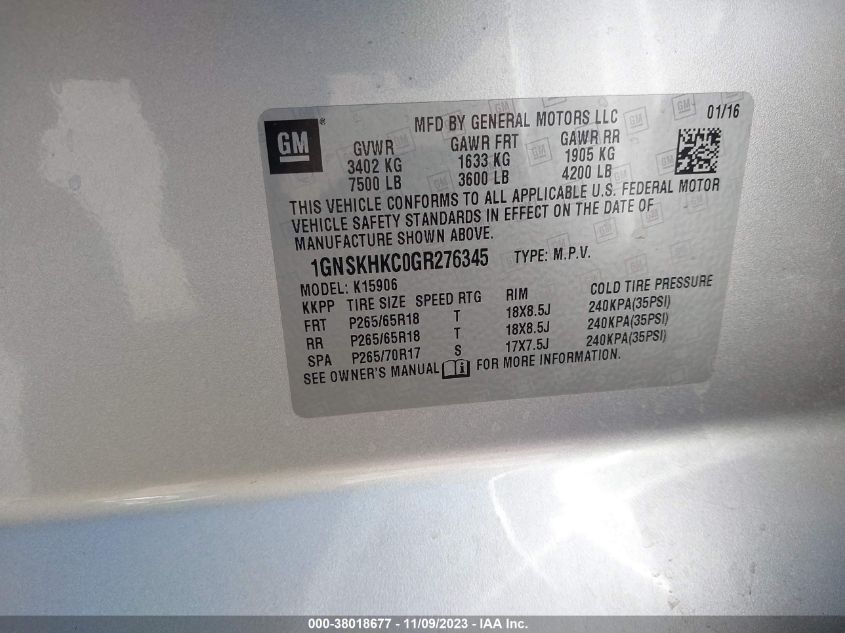 GM ®
MFD BY GENERAL MOTORS LLC 01/16
GVWR GAWR FRT GAWR RR
3402 KG 1633 KG 1905 KG
7500 LB 3600 LB 4200 LB
THIS VEHICLE CONFORMS TO ALL APPLICABLE U.S. FEDERAL MOTOR
VEHICLE SAFETY STANDARDS IN EFFECT ON THE DATE OF
MANUFACTURE SHOWN ABOVE.
1GNSKHKC0GR276345 TYPE: M.P.V.
MODEL: K15906
KKPP TIRE SIZE SPEED RTG RIM COLD TIRE PRESSURE
FRT P265/65R18 T 18X8.5J 240KPA(35PSI)
RR P265/65R18 T 18X8.5J 240KPA(35PSI)
SPA P265/70R17 S 17X7.5J 240KPA(35PSI)
SEE OWNER'S MANUAL i FOR MORE INFORMATION.
000-38018677 - 11/09/2023 - IAA Inc.